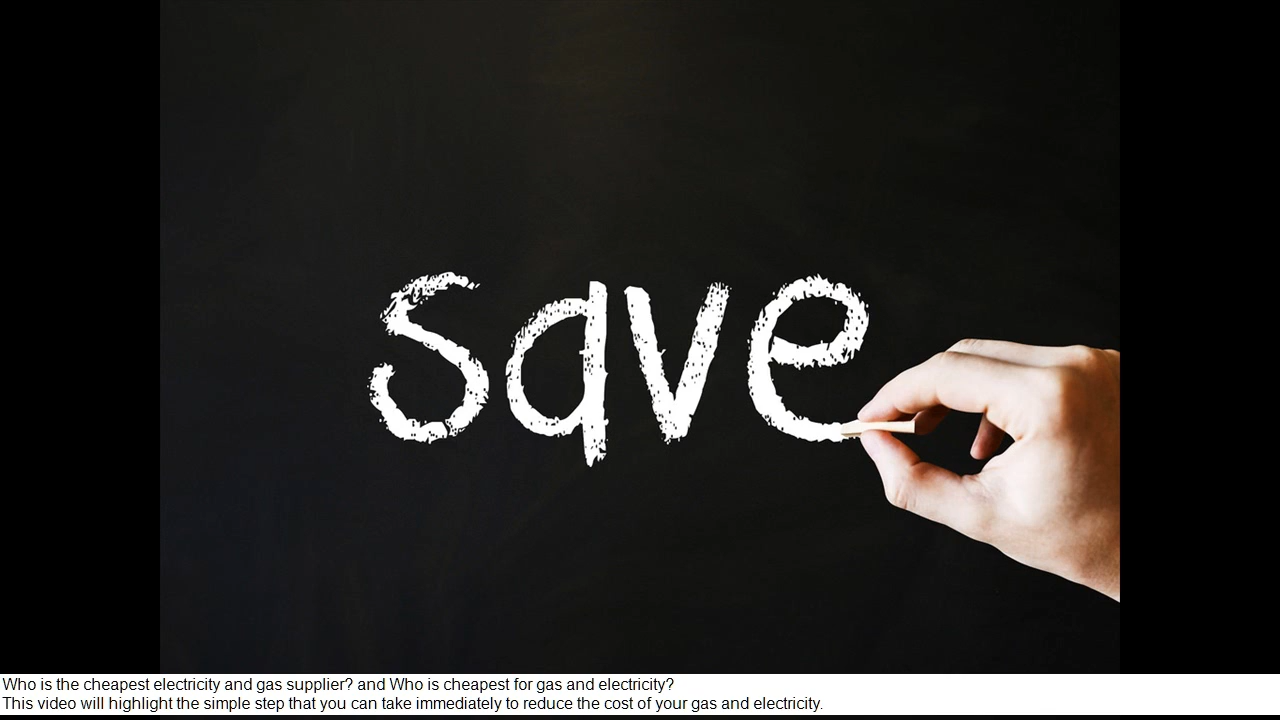 save
Who is the cheapest electricity and gas supplier? and Who is cheapest for gas and electricity?
This video will highlight the simple step that you can take immediately to reduce the cost of your gas and electricity.